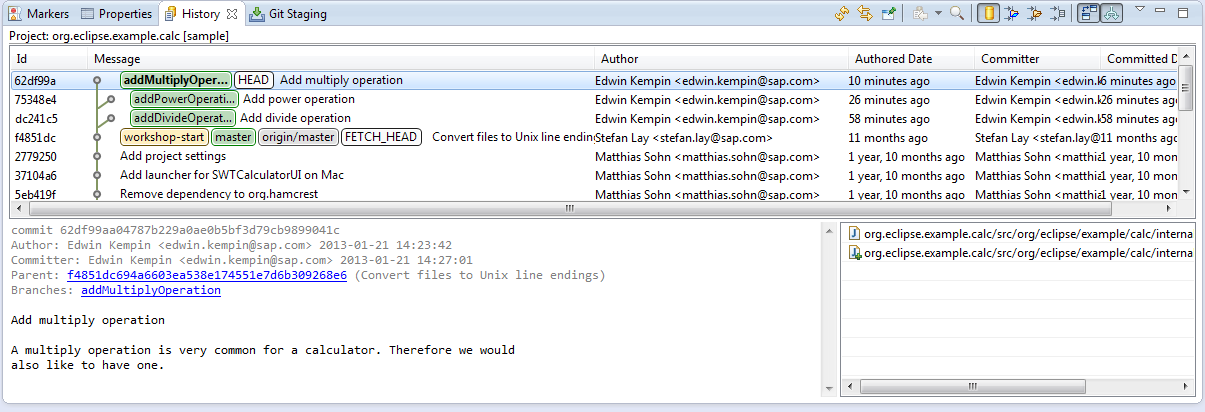 Markers Properties History Git Staging
Project: org.eclipse.example.calc [sample]
Id Message Author Authored Date Committer Committed D
62df99a addMultiplyOper... HEAD Add multiply operation Edwin Kempin <edwin.kempin@sap.com> 10 minutes ago Edwin Kempin <edwin.k 6 minutes ago
75348e4 addPowerOperati... Add power operation Edwin Kempin <edwin.kempin@sap.com> 26 minutes ago Edwin Kempin <edwin.k 26 minutes ago
dc241c5 addDivideOperat... Add divide operation Edwin Kempin <edwin.kempin@sap.com> 58 minutes ago Edwin Kempin <edwin.k 58 minutes ago
f4851dc workshop-start master origin/master FETCH_HEAD Convert files to Unix line ending Stefan Lay <stefan.lay@sap.com> 11 months ago Stefan Lay <stefan.lay@ 11 months ago
2779250 Add project settings Matthias Sohn <matthias.sohn@sap.com> 1 year, 10 months ago Matthias Sohn <matthi 1 year, 10 months
37104a6 Add launcher for SWTCalculatorUI on Mac Matthias Sohn <matthias.sohn@sap.com> 1 year, 10 months ago Matthias Sohn <matthi 1 year, 10 months
5eb419f Remove dependency to org.hamcrest Matthias Sohn <matthias.sohn@sap.com> 1 year, 10 months ago Matthias Sohn <matthi 1 year, 10 months
commit 62df99aa04787b229a0ae0b5bf3d79cb9899041c
Author: Edwin Kempin <edwin.kempin@sap.com> 2013-01-21 14:23:42
Committer: Edwin Kempin <edwin.kempin@sap.com> 2013-01-21 14:27:01
Parent: f4851dc694a6603ea538e174551e7d6b309268e6 (Convert files to Unix line endings)
Branches: addMultiplyOperation
Add multiply operation
A multiply operation is very common for a calculator. Therefore we would
also like to have one.
org.eclipse.example.calc/src/org/eclipse/example/calc/interna
org.eclipse.example.calc/src/org/eclipse/example/calc/interna